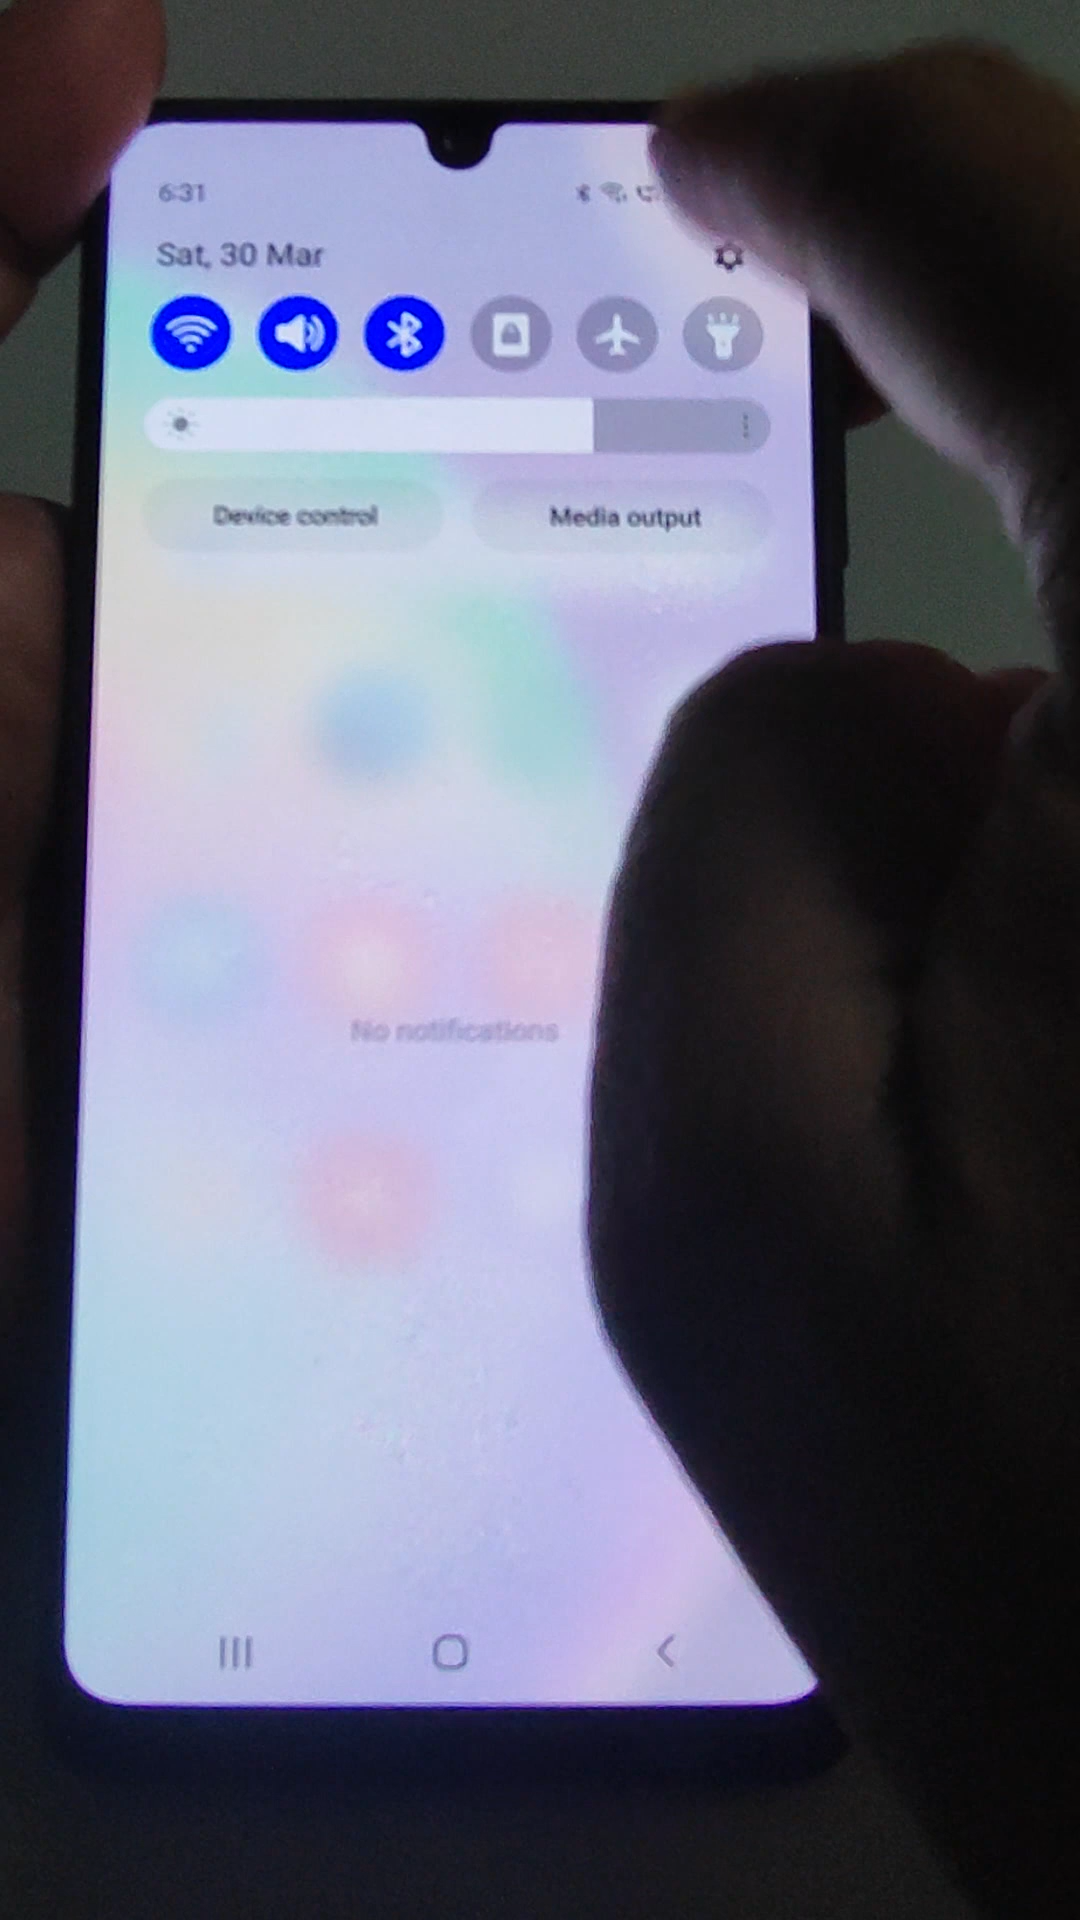 6:31
Sat, 30 Mar
Device control
Media output
No notifications